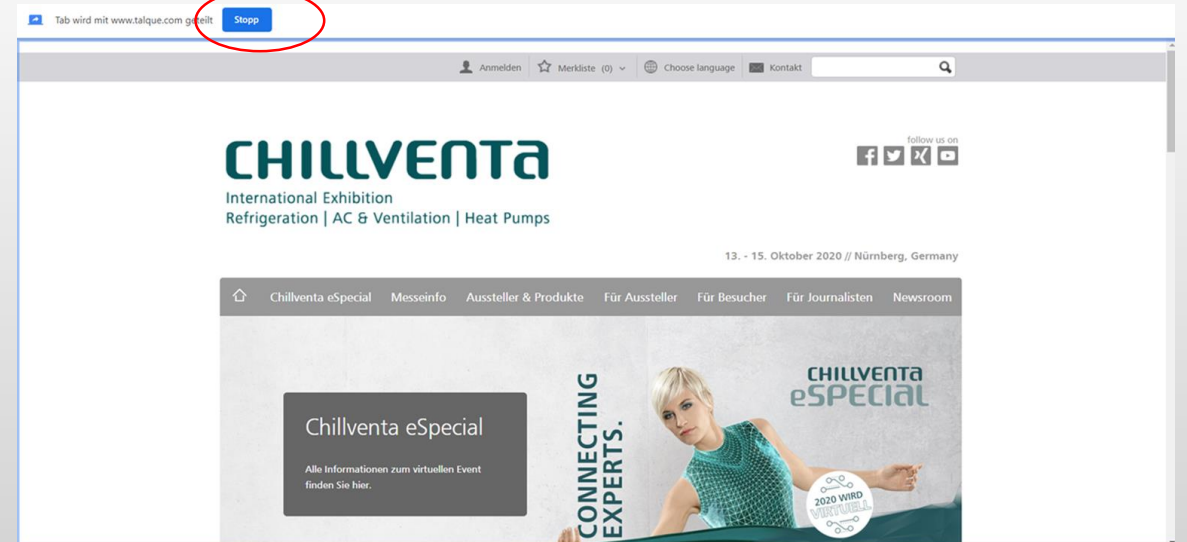 Tab wird mit www.talque.com geteilt Stopp
Anmelden Merkliste (0) Choose language Kontakt
CHILLVENTA
follow us on
International Exhibition
Refrigeration | AC & Ventilation | Heat Pumps
13. - 15. Oktober 2020 // Nürnberg, Germany
Chillventa eSpecial Messeinfo Aussteller & Produkte Für Aussteller Für Besucher Für Journalisten Newsroom
Chillventa eSpecial
Alle Informationen zum virtuellen Event
finden Sie hier.
CONNECTING
EXPERTS.
CHILLVENTA
eSPECIAL
2020 WIRD
VIRTUELL